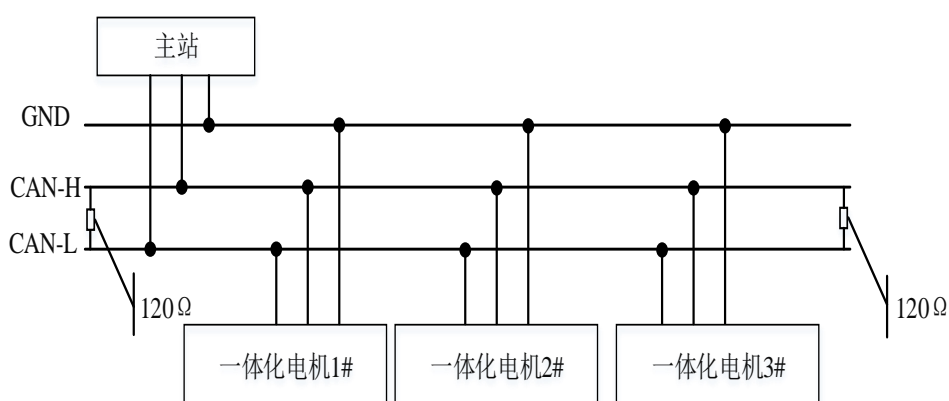 主站
GND
CAN-H
CAN-L
120Ω
120Ω
一体化电机1#
一体化电机2#
一体化电机3#